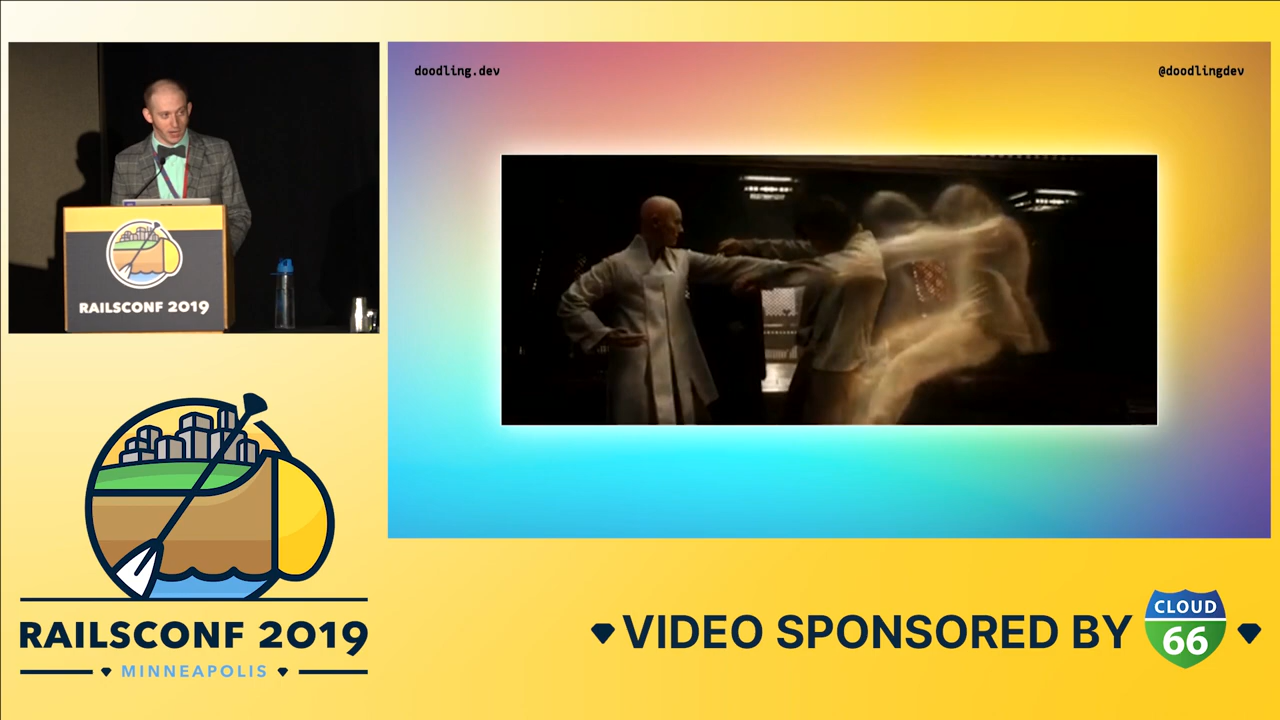 doodling.dev
@doodlingdev
RAILSCONF 2019
RAILSCONF 2019
MINNEAPOLIS
VIDEO SPONSORED BY
CLOUD
66